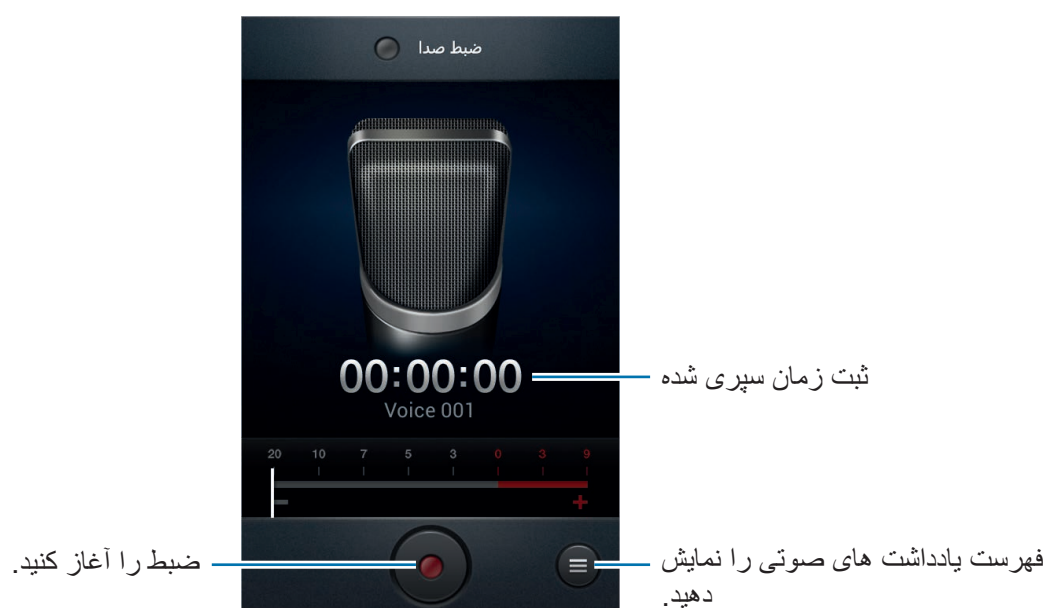 ضبط صدا
00:00:00
ثبت زمان سپری شده
Voice 001
20 10 7 5 3 0 3 9
- +
ضبط را آغاز کنید.
فهرست یادداشت های صوتی را نمایش
دهید.